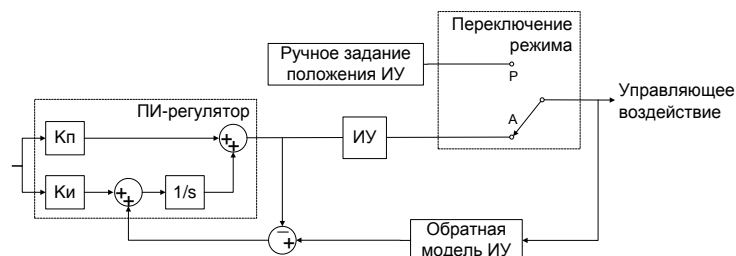 Переключение
режима
Ручное задание
положения ИУ
Р
Управляющее
воздействие
ПИ-регулятор
Кп
+
+
ИУ
А
Ки
+
+
1/s
Обратная
модель ИУ
−
+